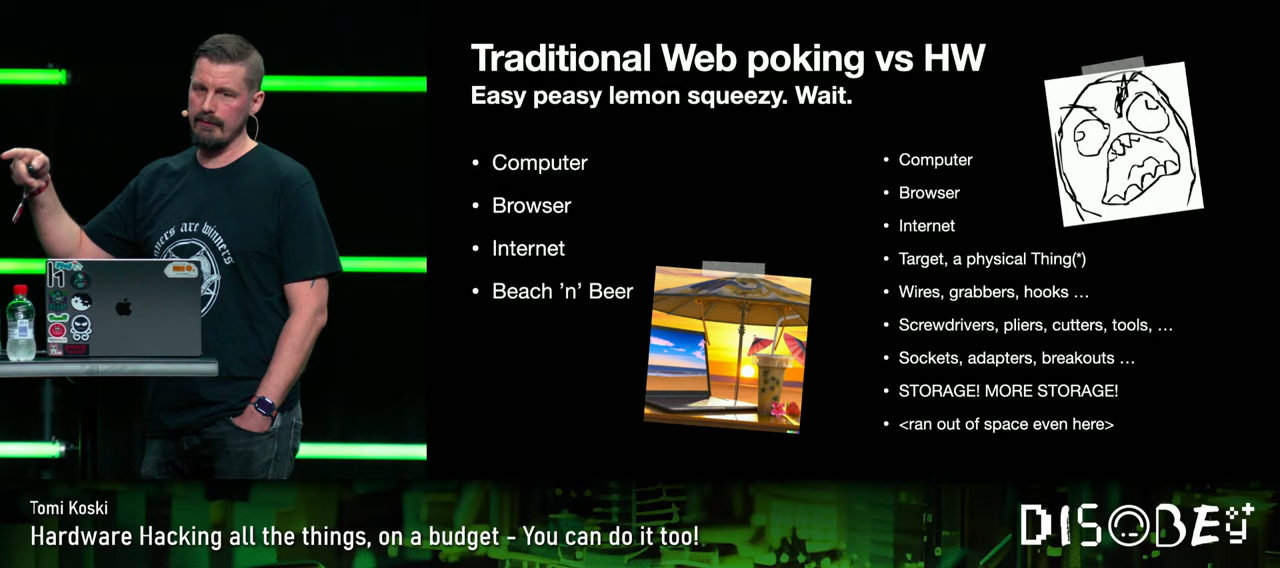 Traditional Web poking vs HW
Easy peasy lemon squeezy. Wait.
• Computer
• Browser
• Internet
• Beach ’n’ Beer
• Computer
• Browser
• Internet
• Target, a physical Thing(*)
• Wires, grabbers, hooks …
• Screwdrivers, pliers, cutters, tools, …
• Sockets, adapters, breakouts …
• STORAGE! MORE STORAGE!
• <ran out of space even here>
are winners
Tomi Koski
Hardware Hacking all the things, on a budget - You can do it too!
DISOBEY